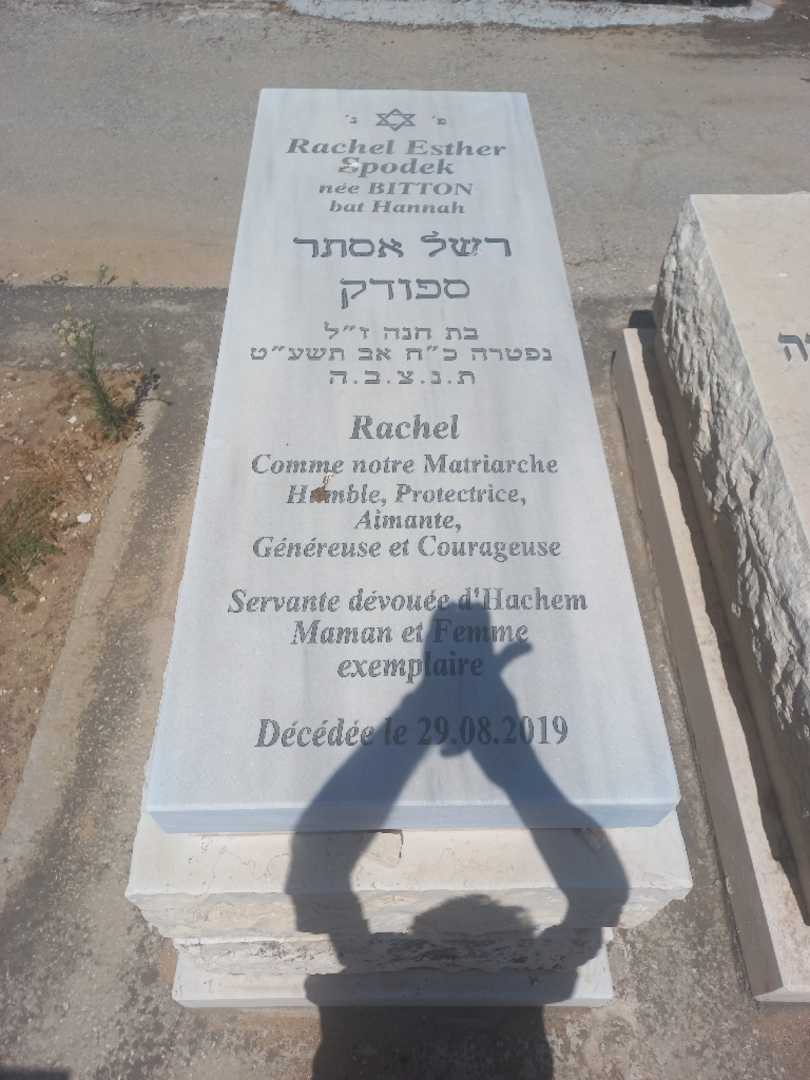 פ' נ'
Rachel Esther
Spodek
née BITTON
bat Hannah
רשל אסתר
ספודק
בת חנה ז״ל
נפטרה כ״ח אב תשע״ט
ת.נ.צ.ב.ה
Rachel
Comme notre Matriarche
Humble, Protectrice,
Aimante,
Généreuse et Courageuse
Servante dévouée d'Hachem
Maman et Femme
exemplaire
Décédée le 29.08.2019